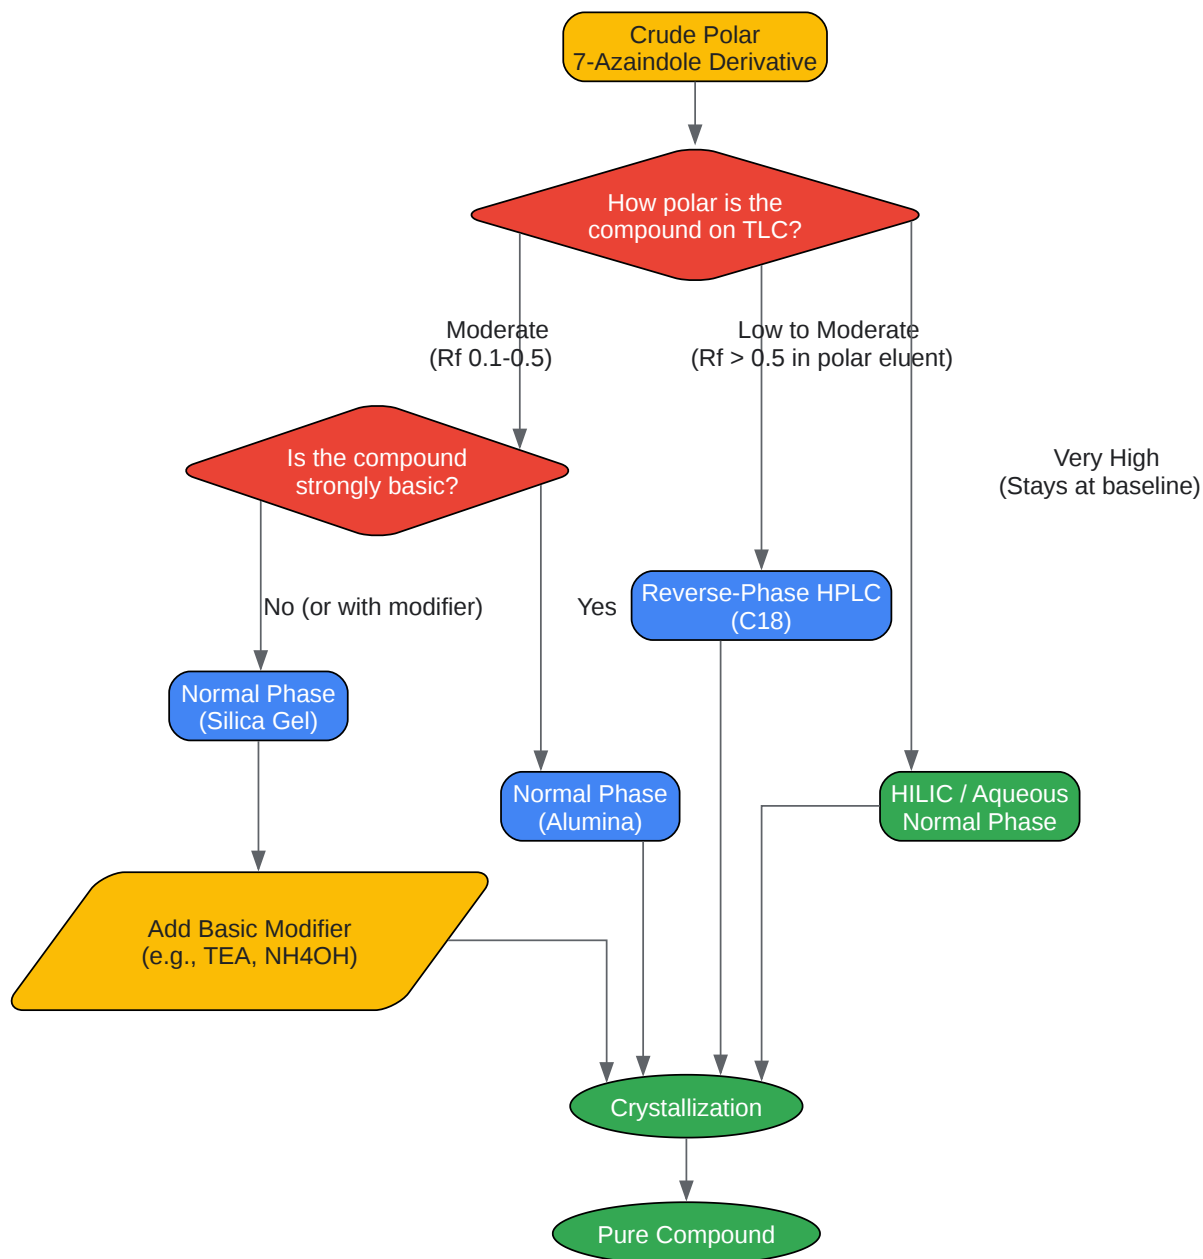 Crude Polar
7-Azaindole Derivative
How polar is the
compound on TLC?
Moderate
(Rf 0.1-0.5)
Low to Moderate
(Rf > 0.5 in polar eluent)
Very High
(Stays at baseline)
Is the compound
strongly basic?
No (or with modifier)
Yes
Reverse-Phase HPLC
(C18)
Normal Phase
(Silica Gel)
Normal Phase
(Alumina)
HILIC / Aqueous
Normal Phase
Add Basic Modifier
(e.g., TEA, NH4OH)
Crystallization
Pure Compound